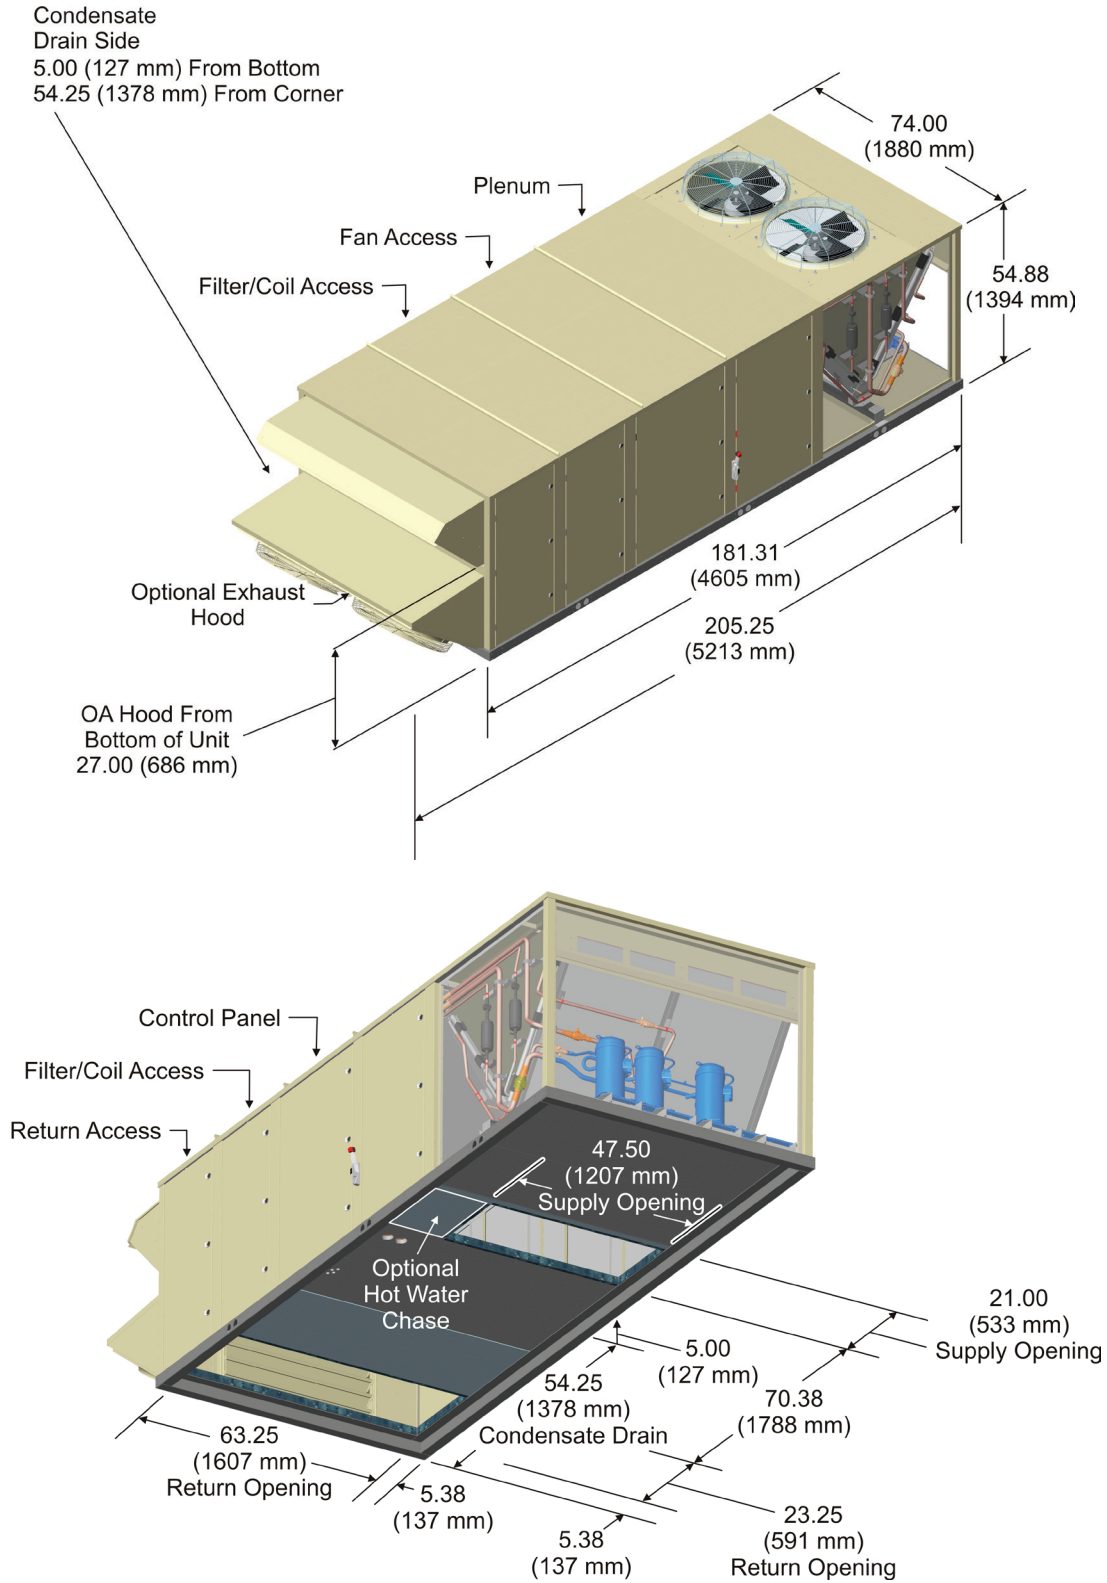 Condensate
Drain Side
5.00 (127 mm) From Bottom
54.25 (1378 mm) From Corner
74.00
(1880 mm)
Plenum
Fan Access
Filter/Coil Access
54.88
(1394 mm)
181.31
(4605 mm)
Optional Exhaust
Hood
205.25
(5213 mm)
OA Hood From
Bottom of Unit
27.00 (686 mm)
Control Panel
Filter/Coil Access
Return Access
47.50
(1207 mm)
Supply Opening
Optional
Hot Water
Chase
21.00
(533 mm)
Supply Opening
5.00
(127 mm)
54.25
(1378 mm)
Condensate Drain
70.38
(1788 mm)
63.25
(1607 mm)
Return Opening
5.38
(137 mm)
5.38
(137 mm)
23.25
(591 mm)
Return Opening